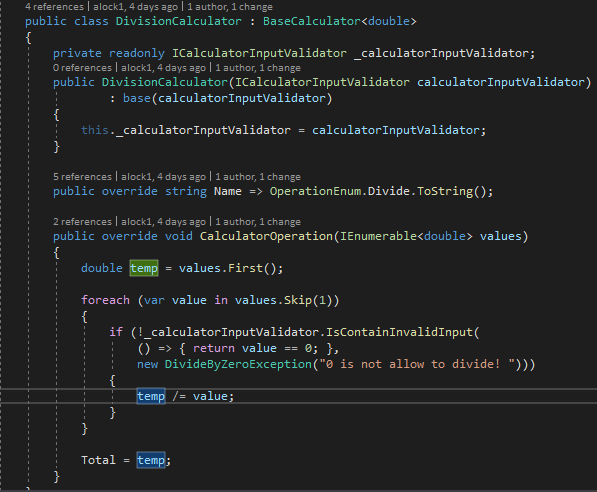 4 references | alock1, 4 days ago | 1 author, 1 change
public class DivisionCalculator : BaseCalculator<double>
{
private readonly ICalculatorInputValidator _calculatorInputValidator;
0 references | alock1, 4 days ago | 1 author, 1 change
public DivisionCalculator(ICalculatorInputValidator calculatorInputValidator)
: base(calculatorInputValidator)
{
this._calculatorInputValidator = calculatorInputValidator;
}
5 references | alock1, 4 days ago | 1 author, 1 change
public override string Name => OperationEnum.Divide.ToString();
2 references | alock1, 4 days ago | 1 author, 1 change
public override void CalculatorOperation(IEnumerable<double> values)
{
double temp = values.First();
foreach (var value in values.Skip(1))
{
if (!_calculatorInputValidator.IsContainInvalidInput(
() => { return value == 0; },
new DivideByZeroException("0 is not allow to divide! ")))
{
temp /= value;
}
}
Total = temp;
}